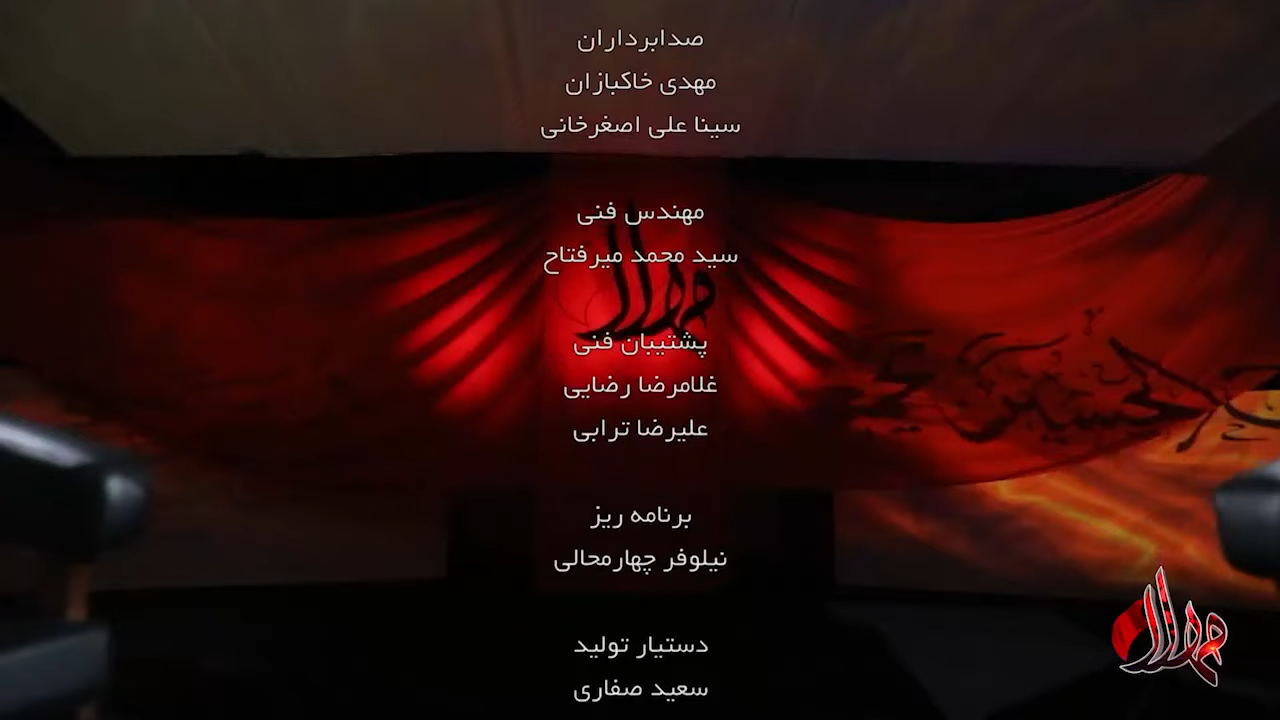 صدابرداران
مهدی خاکبازان
سینا علی اصغرخانی
مهندس فنی
سید محمد میرفتاح
پشتیبان فنی
غلامرضا رضایی
علیرضا ترابی
برنامه ریز
نیلوفر چهارمحالی
دستیار تولید
سعید صفاری
الحسین